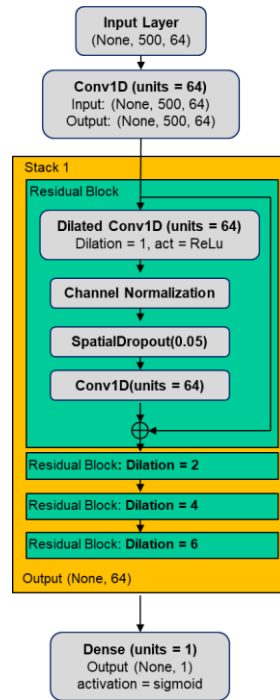 Input Layer
(None, 500, 64)
Conv1D (units = 64)
Input: (None, 500, 64)
Output: (None, 500, 64)
Stack 1
Residual Block
Dilated Conv1D (units = 64)
Dilation = 1, act = ReLu
Channel Normalization
SpatialDropout(0.05)
Conv1D(units = 64)
Residual Block: Dilation = 2
Residual Block: Dilation = 4
Residual Block: Dilation = 6
Output (None, 64)
Dense (units = 1)
Output (None, 1)
activation = sigmoid